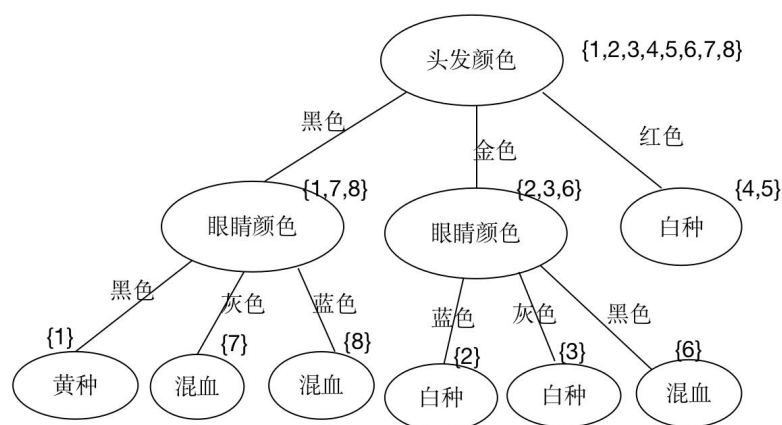 头发颜色
{1,2,3,4,5,6,7,8}
黑色
金色
红色
{1,7,8}
{2,3,6}
{4,5}
眼睛颜色
眼睛颜色
白种
黑色
灰色
蓝色
蓝色
灰色
黑色
{1}
{7}
{8}
{2}
{3}
{6}
黄种
混血
混血
白种
白种
混血